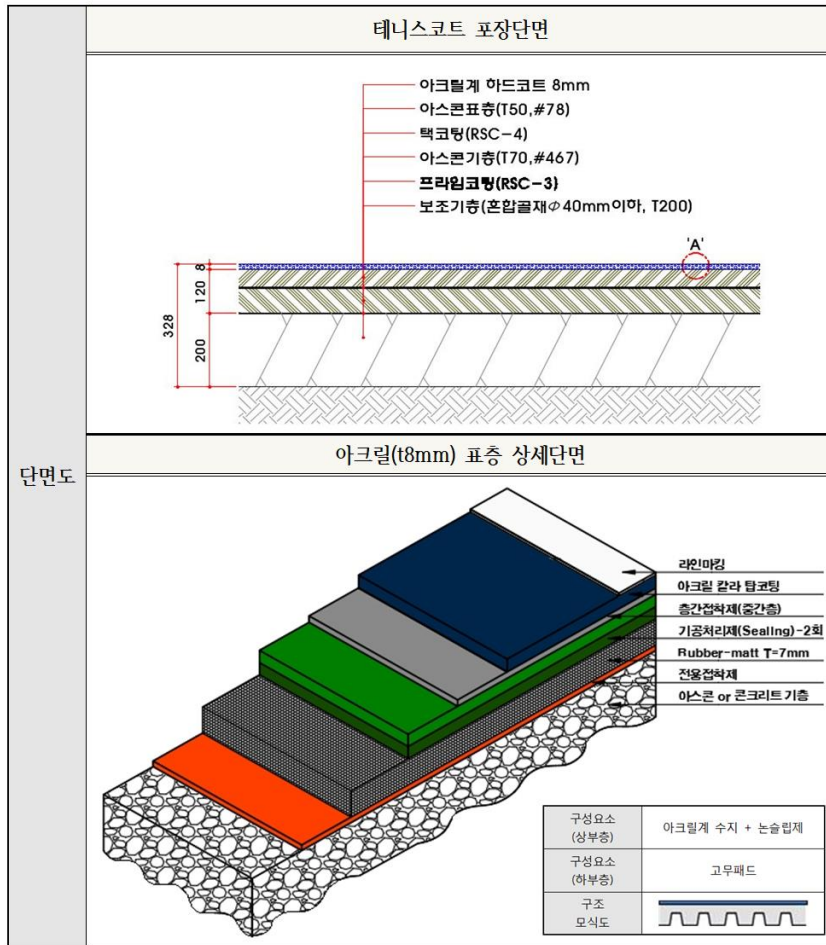 테니스코트 포장단면
아크릴계 하드코트 8mm
아스콘표층(T50,#78)
택코팅(RSC-4)
아스콘기층(T70,#467)
프라임코팅(RSC-3)
보조기층(혼합골재Φ40mm이하, T200)
'A'
8
120
328
200
단면도
아크릴(t8mm) 표층 상세단면
라인마킹
아크릴 칼라 탑코팅
층간접착제(중간층)
기공처리제(Sealing)-2회
Rubber-matt T=7mm
전용접착제
아스콘 or 콘크리트 기층
구성요소
(상부층)
아크릴계 수지 + 논슬립제
구성요소
(하부층)
고무패드
구조
모식도